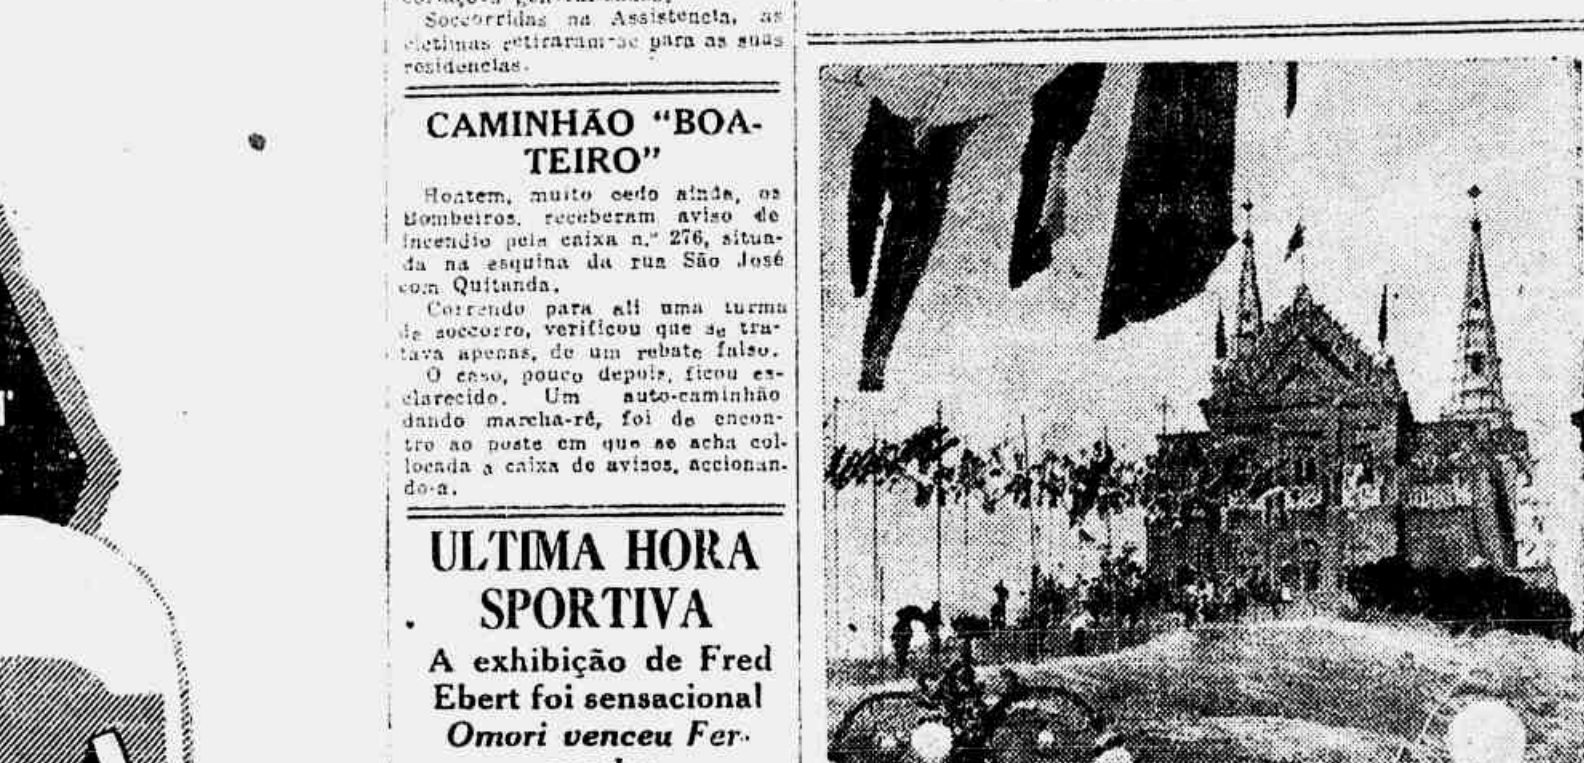 Soccorridas na Assistencia, as
victimas retiraram-se para as suas
residencias.
CAMINHÃO "BOA-
TEIRO"
Hontem, muito cedo ainda, os
Bombeiros, receberam aviso de
incendio pela caixa n.º 276, situa-
da na esquina da rua São José
com Quitanda.
Correndo para ali uma turma
de soccorro, verificou que se tra-
tava apenas, de um rebate falso.
O caso, pouco depois, ficou es-
clarecido. Um auto-caminhão
dando marcha-ré, foi de encon-
tro ao poste em que se acha col-
locada a caixa de avisos, accionan-
do-a.
ULTIMA HORA
SPORTIVA
A exhibição de Fred
Ebert foi sensacional
Omori venceu Fer-